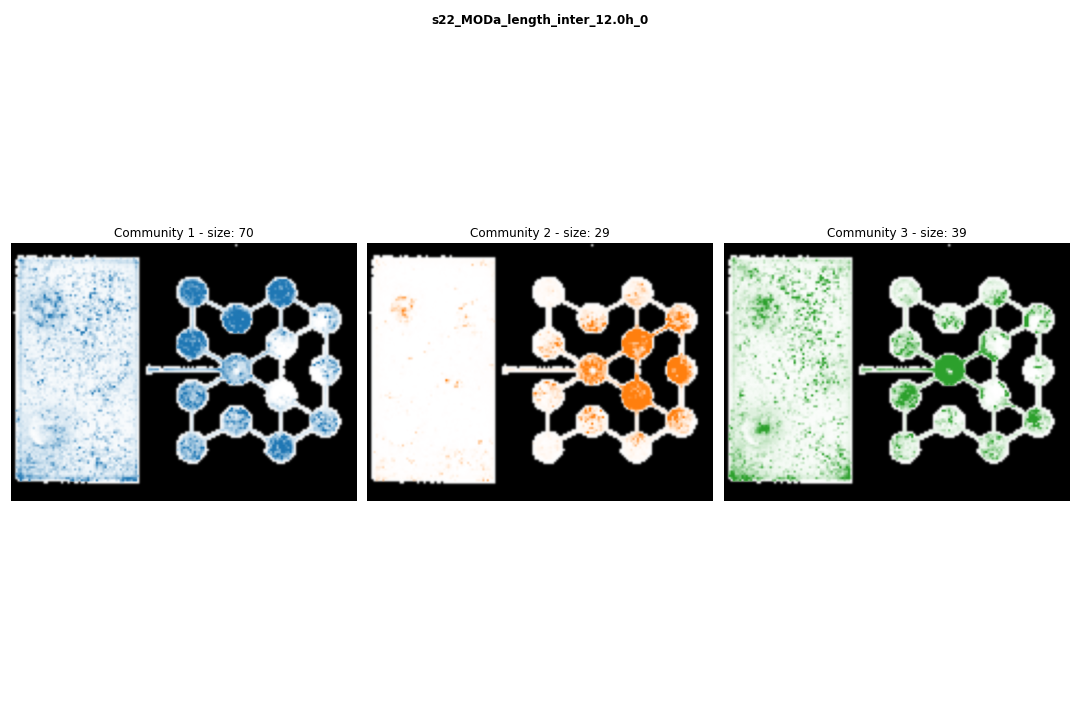 s22_MODa_length_inter_12.0h_0
Community 1 - size: 70
Community 2 - size: 29
Community 3 - size: 39